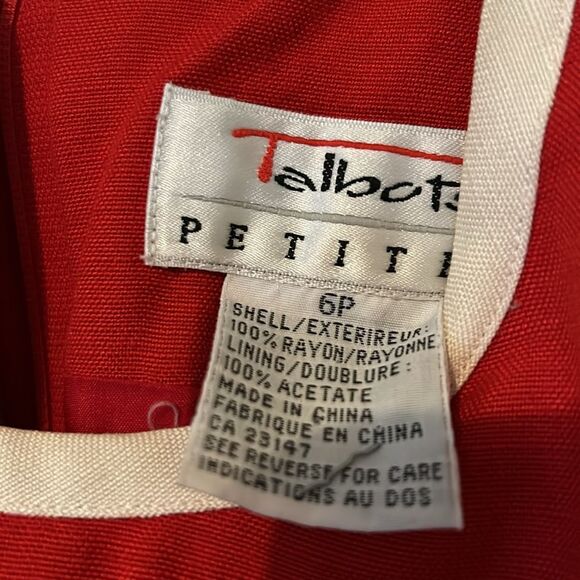 Talbots
PETITE
6P
SHELL/EXTERIREUR:
100% RAYON/RAYONNE
LINING/DOUBLURE:
100% ACETATE
MADE IN CHINA
FABRIQUE EN CHINA
CA 23147
SEE REVERSE FOR CARE
INDICATIONS AU DOS